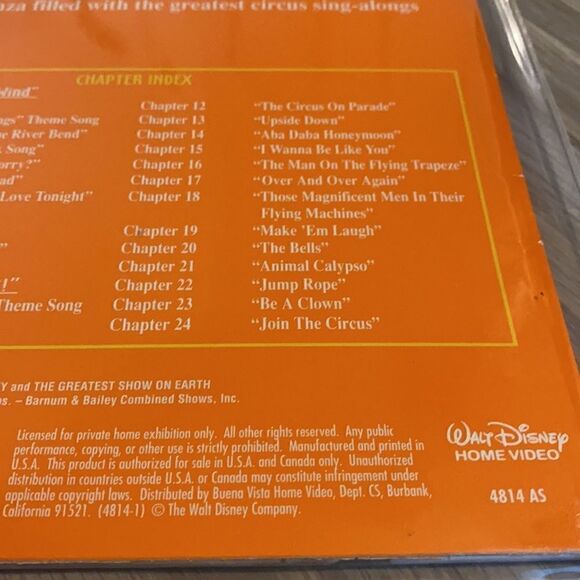 nza filled with the greatest circus sing-alongs
CHAPTER INDEX
Wind"
Chapter 12 "The Circus On Parade"
ngs" Theme Song Chapter 13 "Upside Down"
e River Bend" Chapter 14 "Aba Daba Honeymoon"
k Song" Chapter 15 "I Wanna Be Like You"
orry?" Chapter 16 "The Man On The Flying Trapeze"
ad" Chapter 17 "Over And Over Again"
Love Tonight" Chapter 18 "Those Magnificent Men In Their
Flying Machines"
Chapter 19 "Make 'Em Laugh"
" Chapter 20 "The Bells"
Chapter 21 "Animal Calypso"
!" Chapter 22 "Jump Rope"
Theme Song Chapter 23 "Be A Clown"
Chapter 24 "Join The Circus"
Y and THE GREATEST SHOW ON EARTH
os. – Barnum & Bailey Combined Shows, Inc.
Licensed for private home exhibition only. All other rights reserved. Any public
performance, copying, or other use is strictly prohibited. Manufactured and printed in
U.S.A. This product is authorized for sale in U.S.A. and Canada only. Unauthorized
distribution in countries outside U.S.A. or Canada may constitute infringement under
applicable copyright laws. Distributed by Buena Vista Home Video, Dept. CS, Burbank,
California 91521. (4814-1) © The Walt Disney Company.
WALT DISNEY
HOME VIDEO
4814 AS